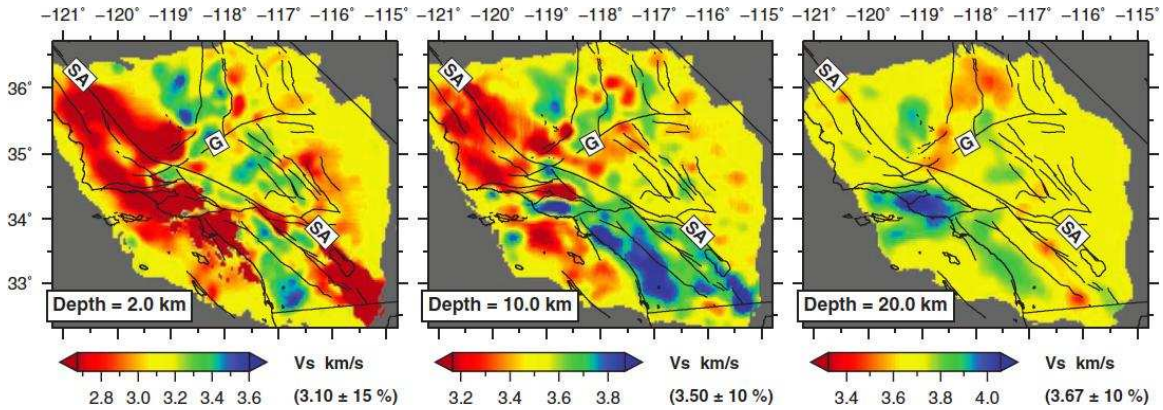 −121 −120 −119 −118 −117 −116 −115
−121 −120 −119 −118 −117 −116 −115
−121 −120 −119 −118 −117 −116 −115
36˚
35˚
34˚
33˚
SA
G
SA
Depth = 2.0 km
SA
G
SA
Depth = 10.0 km
SA
G
SA
Depth = 20.0 km
2.8 3.0 3.2 3.4 3.6
Vs km/s
(3.10 ± 15 %)
3.2 3.4 3.6 3.8
Vs km/s
(3.50 ± 10 %)
3.4 3.6 3.8 4.0
Vs km/s
(3.67 ± 10 %)